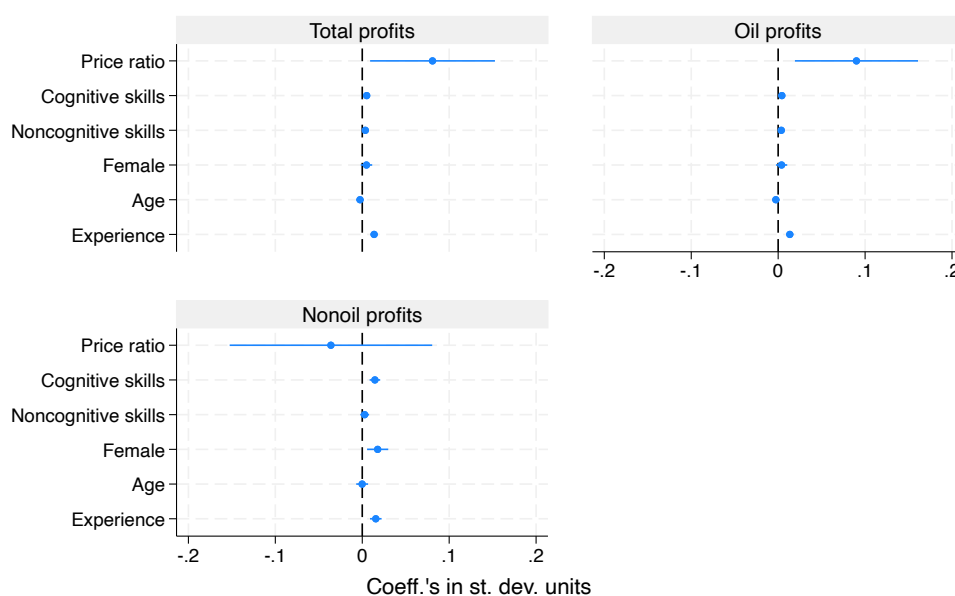 Total profits
Price ratio
Cognitive skills
Noncognitive skills
Female
Age
Experience
Oil profits
-.2 -.1 0 .1 .2
Nonoil profits
Price ratio
Cognitive skills
Noncognitive skills
Female
Age
Experience
-.2 -.1 0 .1 .2
Coeff.'s in st. dev. units